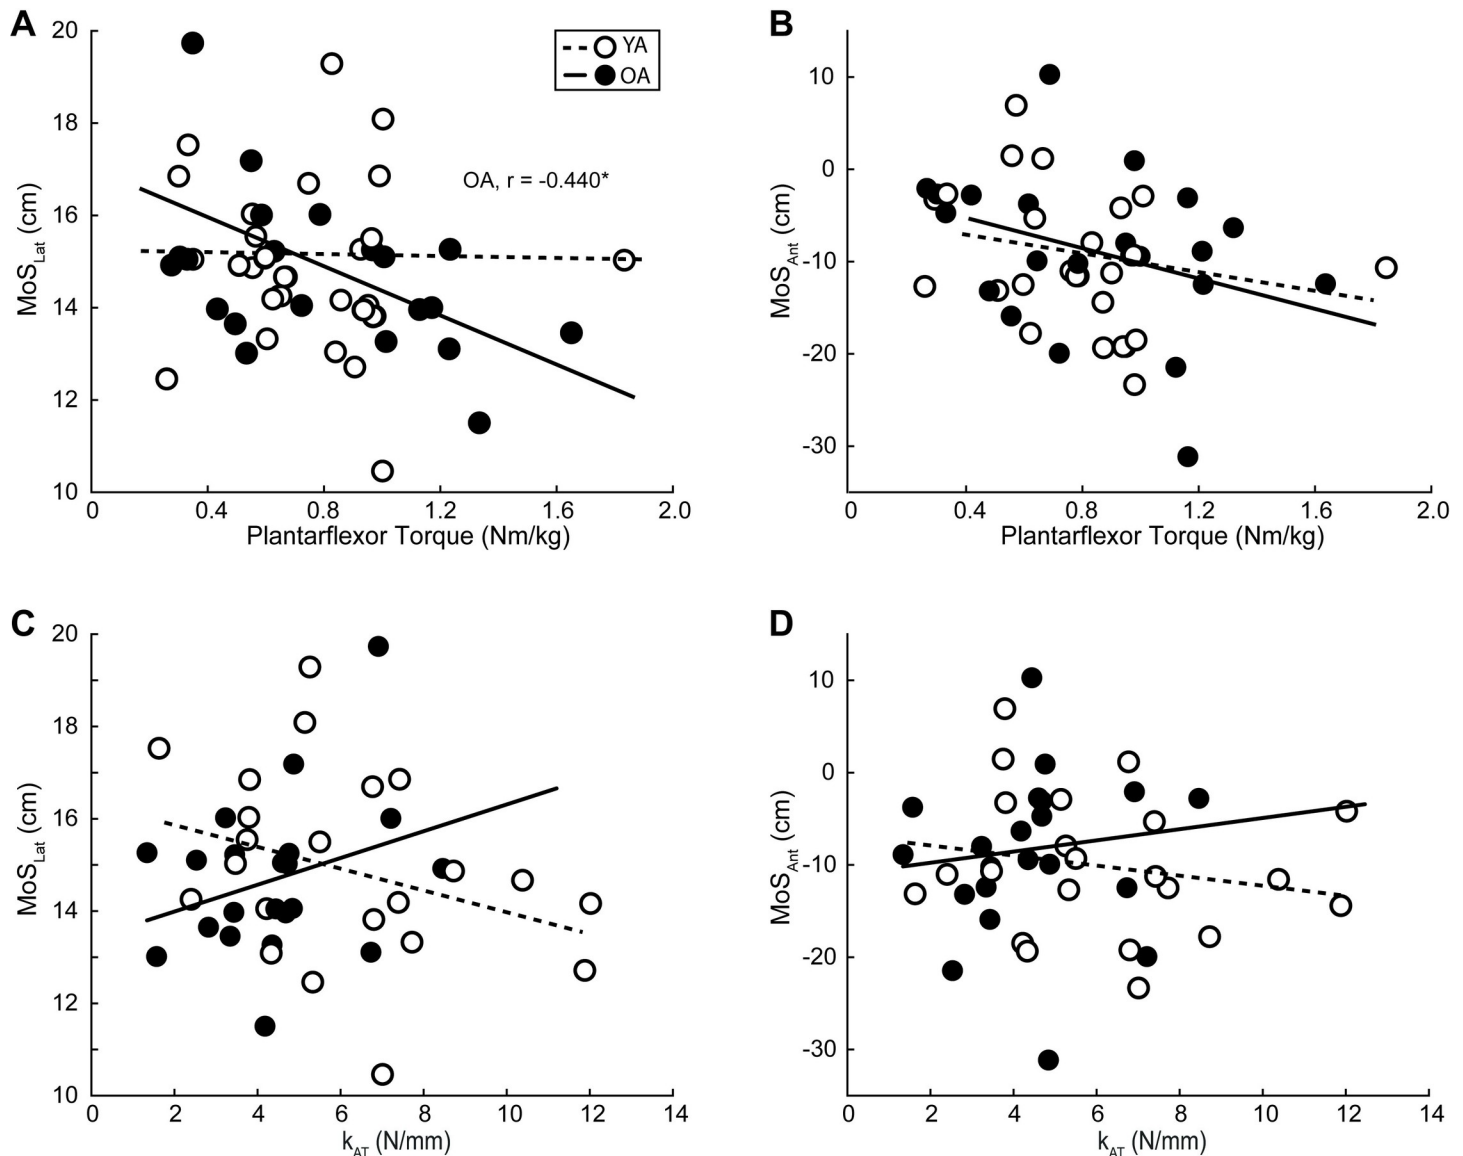 A
B
20
18
16
14
12
10
MoSLat (cm)
YA
OA
OA, r = -0.440*
0 0.4 0.8 1.2 1.6 2.0
Plantarflexor Torque (Nm/kg)
10
0
-10
-20
-30
MoSAnt (cm)
0 0.4 0.8 1.2 1.6 2.0
Plantarflexor Torque (Nm/kg)
C
D
20
18
16
14
12
10
MoSLat (cm)
0 2 4 6 8 10 12 14
kAT (N/mm)
10
0
-10
-20
-30
MoSAnt (cm)
0 2 4 6 8 10 12 14
kAT (N/mm)